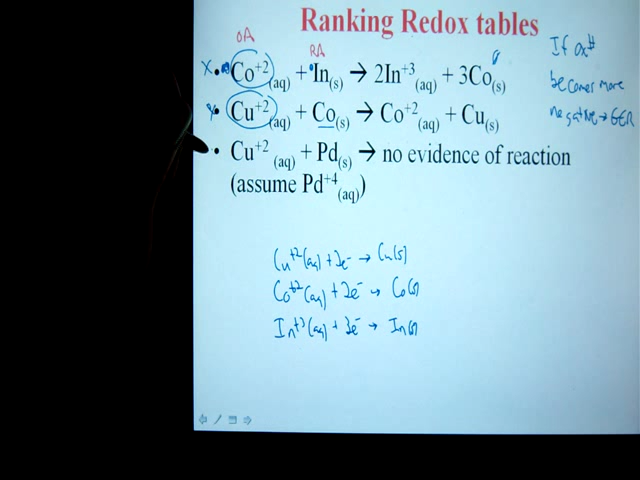 Ranking Redox tables
OA RA
x • Co+2(aq) + In(s) → 2In+3(aq) + 3Co(s)
x • Cu+2(aq) + Co(s) → Co+2(aq) + Cu(s)
• Cu+2 (aq) + Pd(s) → no evidence of reaction
(assume Pd+4(aq))
If ox#
becomes more
negative → GER
Cu+2(aq) + 2e- → Cu(s)
Co+2(aq) + 2e- → Co(s)
In+3(aq) + 3e- → In(s)